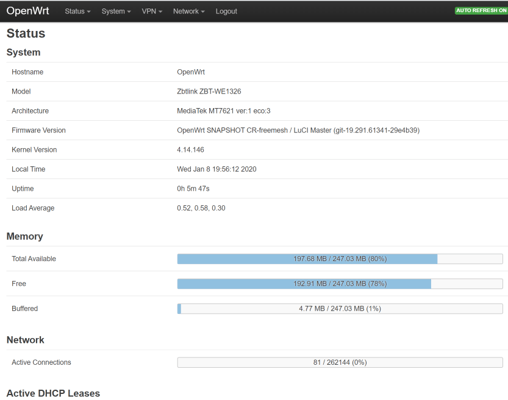 OpenWrt Status System VPN Network Logout AUTO REFRESH ON
Status
System
Hostname OpenWrt
Model Zbtlink ZBT-WE1326
Architecture MediaTek MT7621 ver:1 eco:3
Firmware Version OpenWrt SNAPSHOT CR-freemesh / LuCI Master (git-19.291.61341-29e4b39)
Kernel Version 4.14.146
Local Time Wed Jan 8 19:56:12 2020
Uptime 0h 5m 47s
Load Average 0.52, 0.58, 0.30
Memory
Total Available 197.68 MB / 247.03 MB (80%)
Free 192.91 MB / 247.03 MB (78%)
Buffered 4.77 MB / 247.03 MB (1%)
Network
Active Connections 81 / 262144 (0%)
Active DHCP Leases